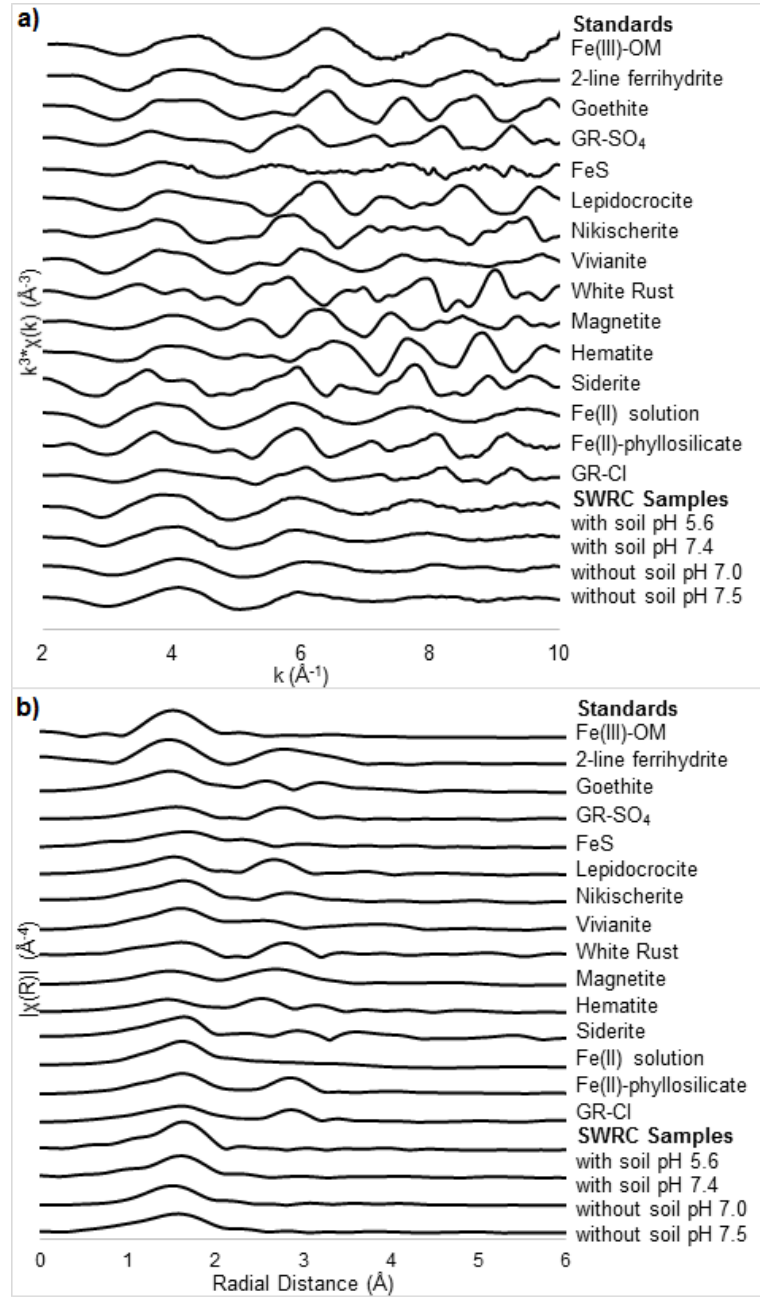 a)
Standards
Fe(III)-OM
2-line ferrihydrite
Goethite
GR-SO₄
FeS
Lepidocrocite
Nikischerite
Vivianite
White Rust
Magnetite
Hematite
Siderite
Fe(II) solution
Fe(II)-phyllosilicate
GR-Cl
SWRC Samples
with soil pH 5.6
with soil pH 7.4
without soil pH 7.0
without soil pH 7.5
k³*χ(k) (Å⁻³)
2 4 6 8 10
k (Å⁻¹)
b)
Standards
Fe(III)-OM
2-line ferrihydrite
Goethite
GR-SO₄
FeS
Lepidocrocite
Nikischerite
Vivianite
White Rust
Magnetite
Hematite
Siderite
Fe(II) solution
Fe(II)-phyllosilicate
GR-Cl
SWRC Samples
with soil pH 5.6
with soil pH 7.4
without soil pH 7.0
without soil pH 7.5
|χ(R)| (Å⁻⁴)
0 1 2 3 4 5 6
Radial Distance (Å)